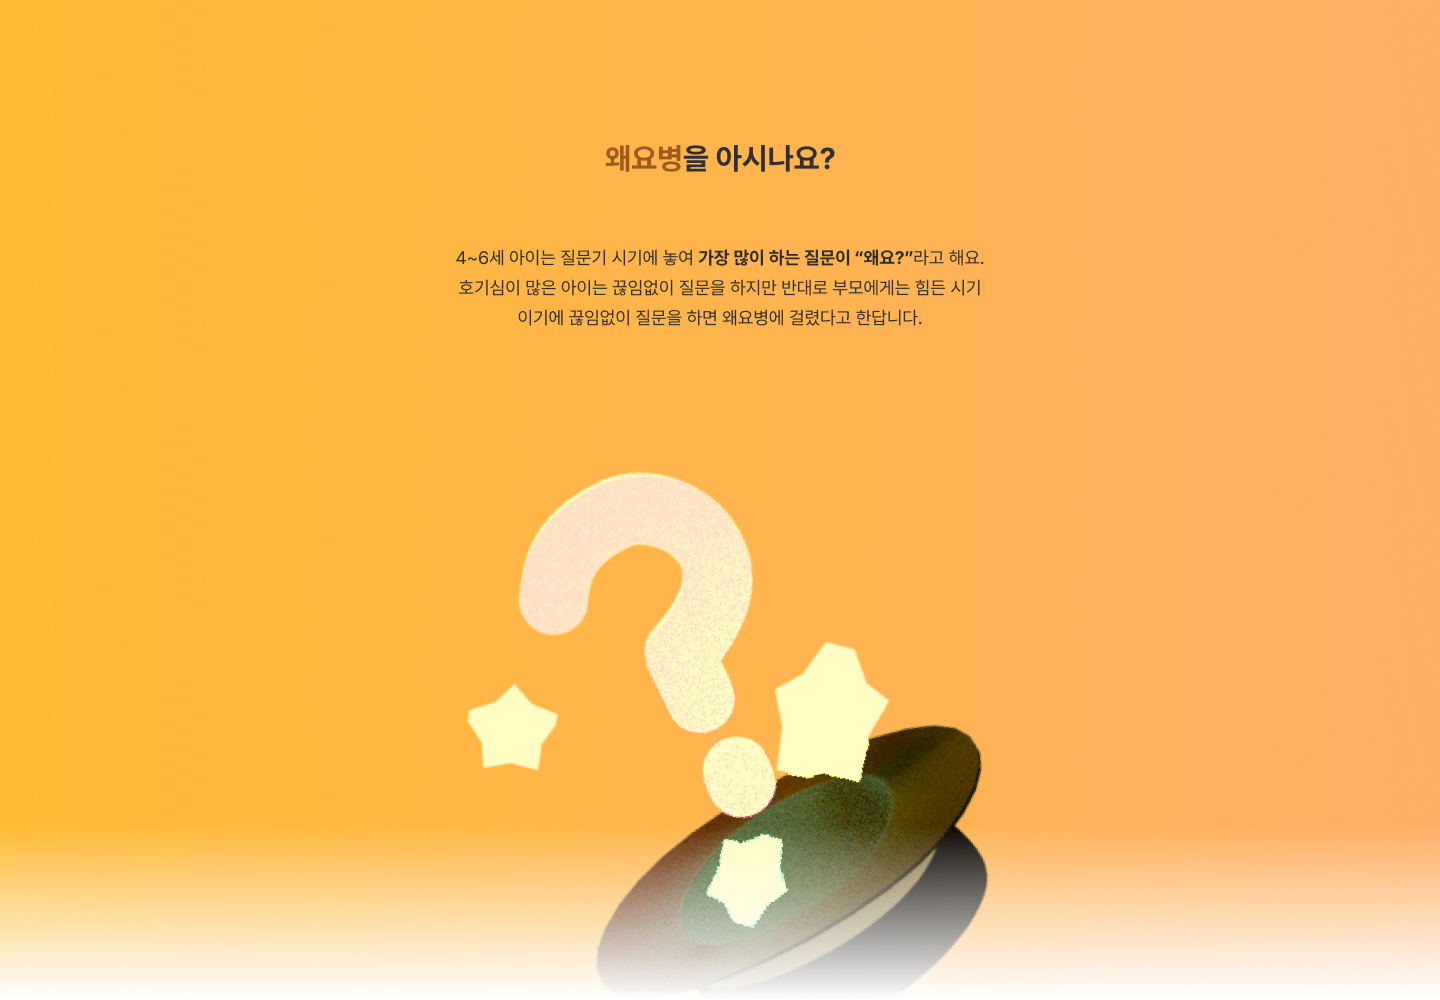 왜요병을 아시나요?
4~6세 아이는 질문기 시기에 놓여 가장 많이 하는 질문이 “왜요?”라고 해요.
호기심이 많은 아이는 끊임없이 질문을 하지만 반대로 부모에게는 힘든 시기
이기에 끊임없이 질문을 하면 왜요병에 걸렸다고 한답니다.
?